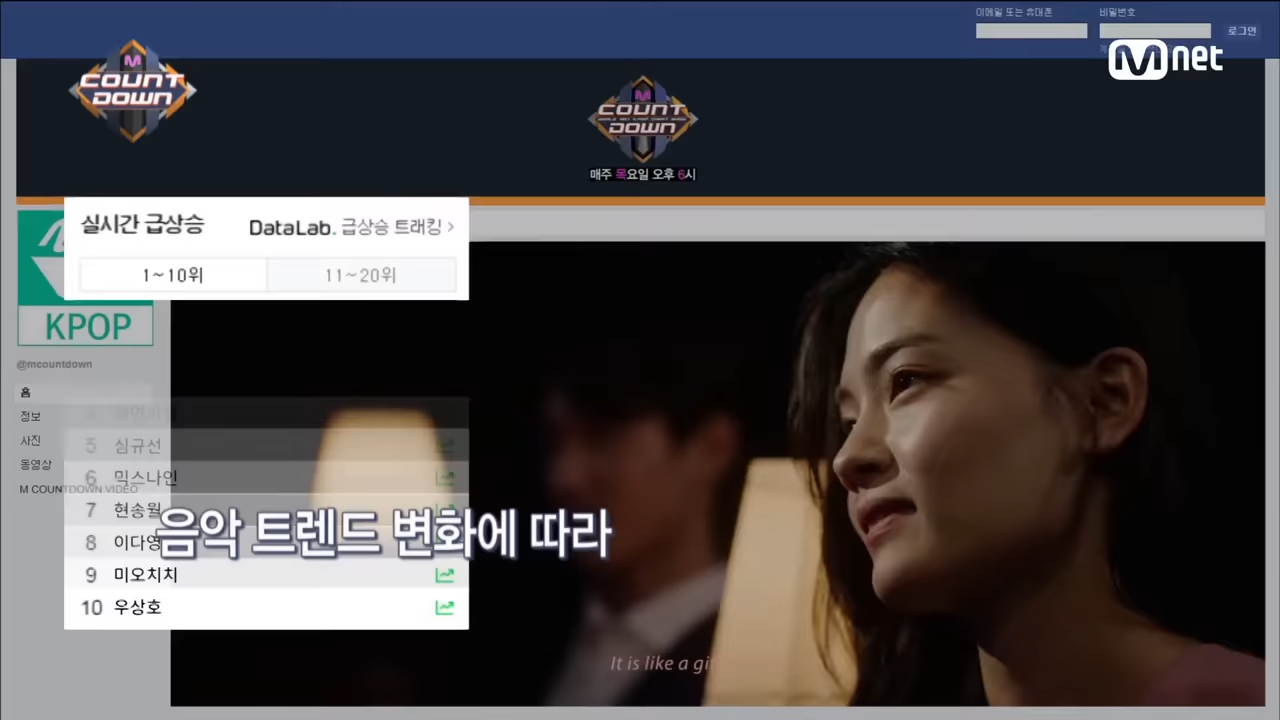 이메일 또는 휴대폰
비밀번호
로그인
M
COUNT
DOWN
Mnet
M
COUNT
DOWN
매주 목요일 오후 6시
실시간 급상승
DataLab. 급상승 트래킹 >
1~10위
11~20위
KPOP
@mcountdown
홈
정보
사진
동영상
M COUNTDOWN VIDEO
5 심규선
6 믹스나인
7 현송월
8 이다영
9 미오치치
10 우상호
음악 트렌드 변화에 따라
It is like a